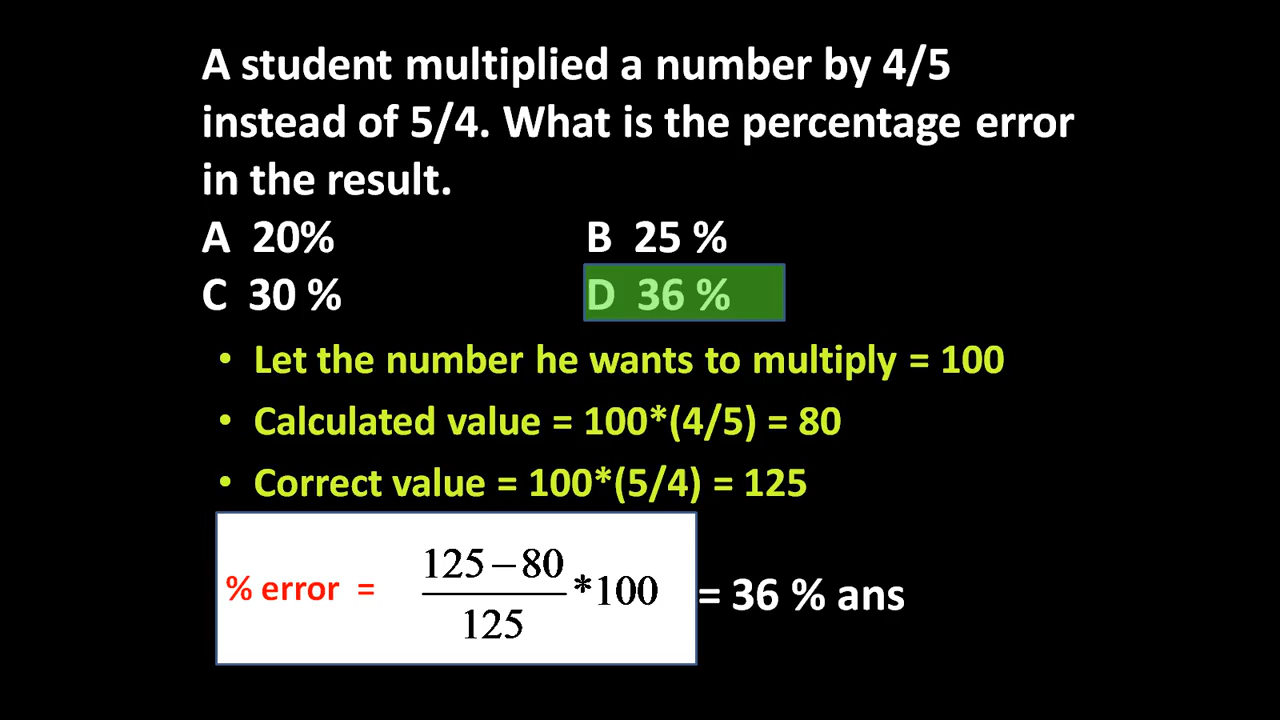 A student multiplied a number by 4/5
instead of 5/4. What is the percentage error
in the result.
A 20% B 25 %
C 30 % D 36 %
• Let the number he wants to multiply = 100
• Calculated value = 100*(4/5) = 80
• Correct value = 100*(5/4) = 125
% error = 125−80
125 *100 = 36 % ans